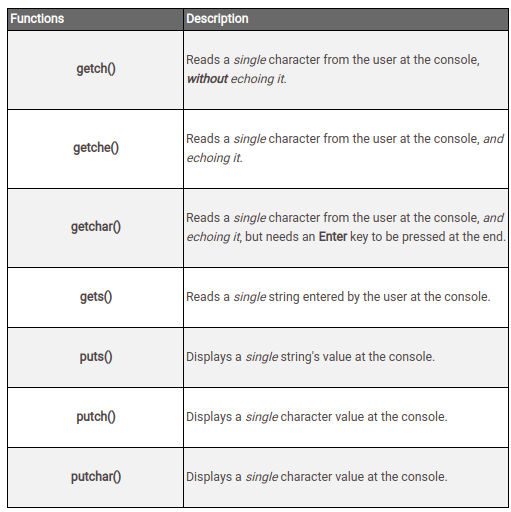 Functions Description
getch() Reads a single character from the user at the console,
without echoing it.
getche() Reads a single character from the user at the console, and
echoing it.
getchar() Reads a single character from the user at the console, and
echoing it, but needs an Enter key to be pressed at the end.
gets() Reads a single string entered by the user at the console.
puts() Displays a single string's value at the console.
putch() Displays a single character value at the console.
putchar() Displays a single character value at the console.